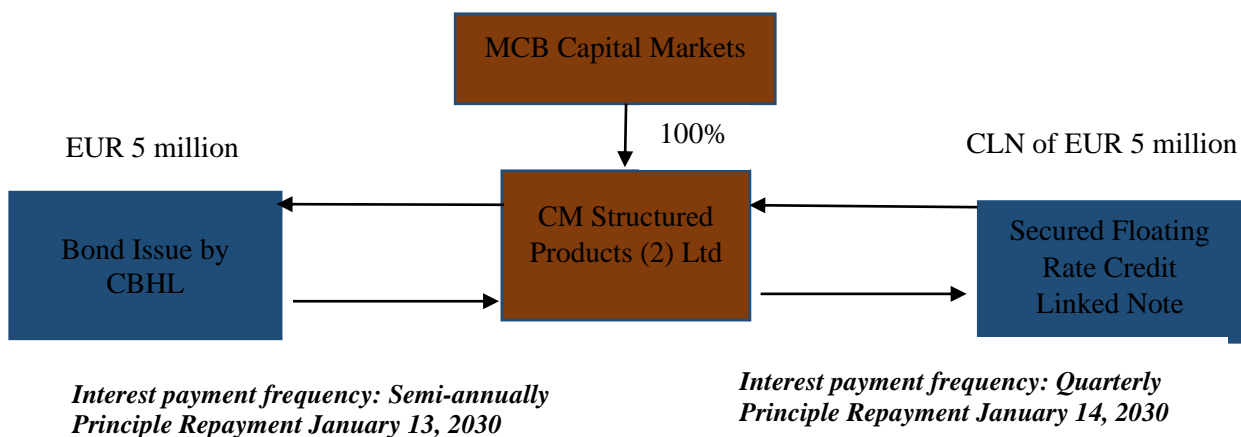 MCB Capital Markets
100%
EUR 5 million
CLN of EUR 5 million
Bond Issue by
CBHL
CM Structured
Products (2) Ltd
Secured Floating
Rate Credit
Linked Note
Interest payment frequency: Semi-annually
Principle Repayment January 13, 2030
Interest payment frequency: Quarterly
Principle Repayment January 14, 2030